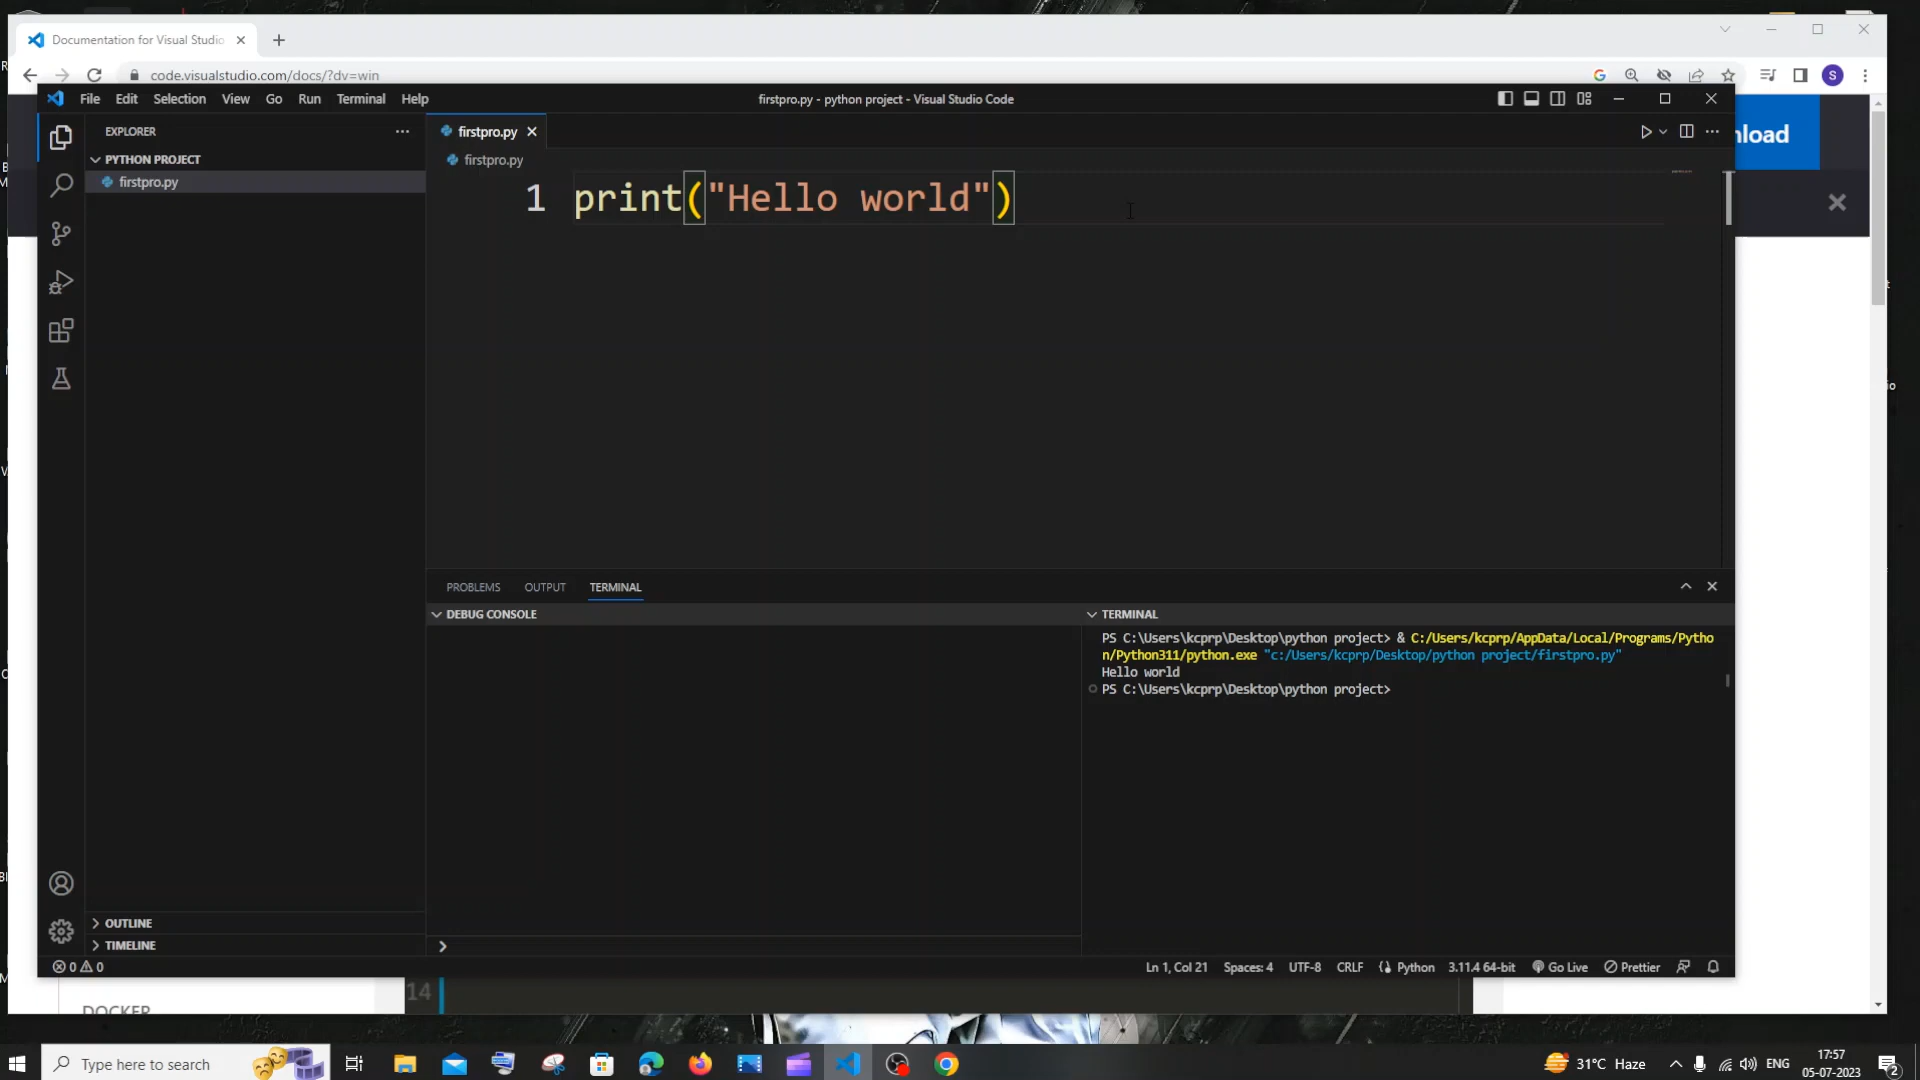 Documentation for Visual Studio
code.visualstudio.com/docs/?dv=win
S
File Edit Selection View Go Run Terminal Help
firstpro.py - python project - Visual Studio Code
nload
EXPLORER
PYTHON PROJECT
firstpro.py
firstpro.py
firstpro.py
1 print("Hello world")
PROBLEMS OUTPUT TERMINAL
DEBUG CONSOLE
TERMINAL
PS C:\Users\kcprp\Desktop\python project> & C:/Users/kcprp/AppData/Local/Programs/Pytho
n/Python311/python.exe "c:/Users/kcprp/Desktop/python project/firstpro.py"
Hello world
PS C:\Users\kcprp\Desktop\python project>
OUTLINE
TIMELINE
0 0
Ln 1, Col 21 Spaces: 4 UTF-8 CRLF Python 3.11.4 64-bit Go Live Prettier
14
DOCKER
Type here to search
31°C Haze
ENG
17:57
05-07-2023
2